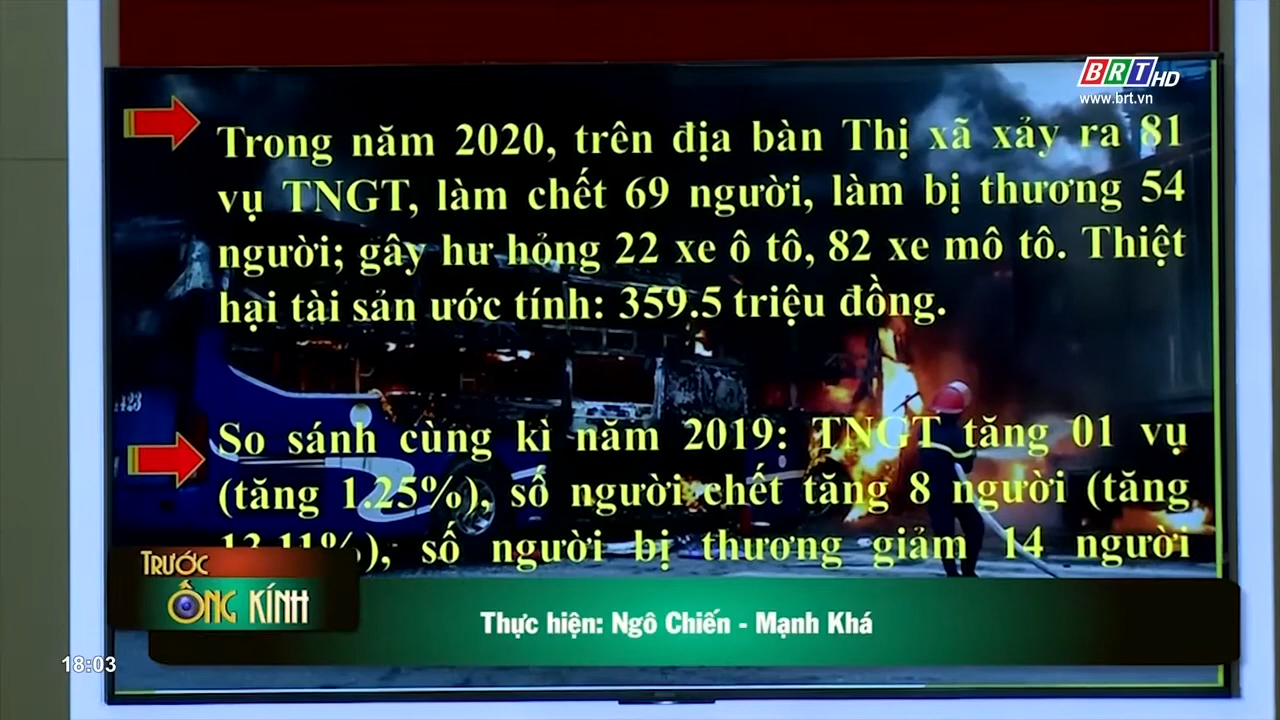 BRT HD
www.brt.vn
Trong năm 2020, trên địa bàn Thị xã xảy ra 81
vụ TNGT, làm chết 69 người, làm bị thương 54
người; gây hư hỏng 22 xe ô tô, 82 xe mô tô. Thiệt
hại tài sản ước tính: 359.5 triệu đồng.
1423
So sánh cùng kì năm 2019: TNGT tăng 01 vụ
(tăng 1.25%), số người chết tăng 8 người (tăng
13.11%), số người bị thương giảm 14 người
TRƯỚC
ỐNG KÍNH
Thực hiện: Ngô Chiến - Mạnh Khá
18:03